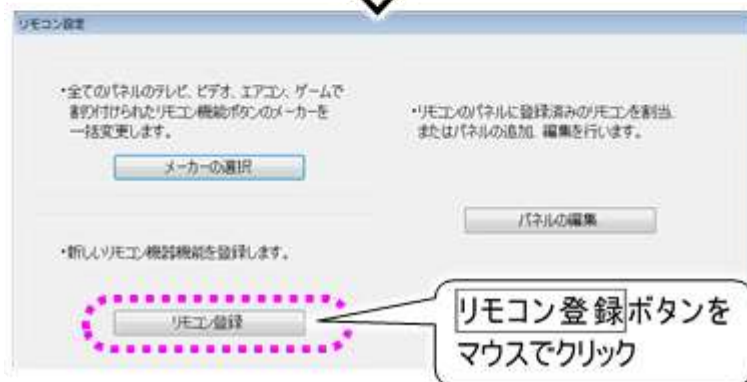 リモコン設定
・全てのパネルのテレビ、ビデオ、エアコン、ゲームで
割り付けられたリモコン機能ボタンのメーカーを
一括変更します。
メーカーの選択
・新しいリモコン機器機能を登録します。
リモコン登録
・リモコンのパネルに登録済みのリモコンを割当、
またはパネルの追加、編集を行います。
パネルの編集
リモコン登録ボタンを
マウスでクリック